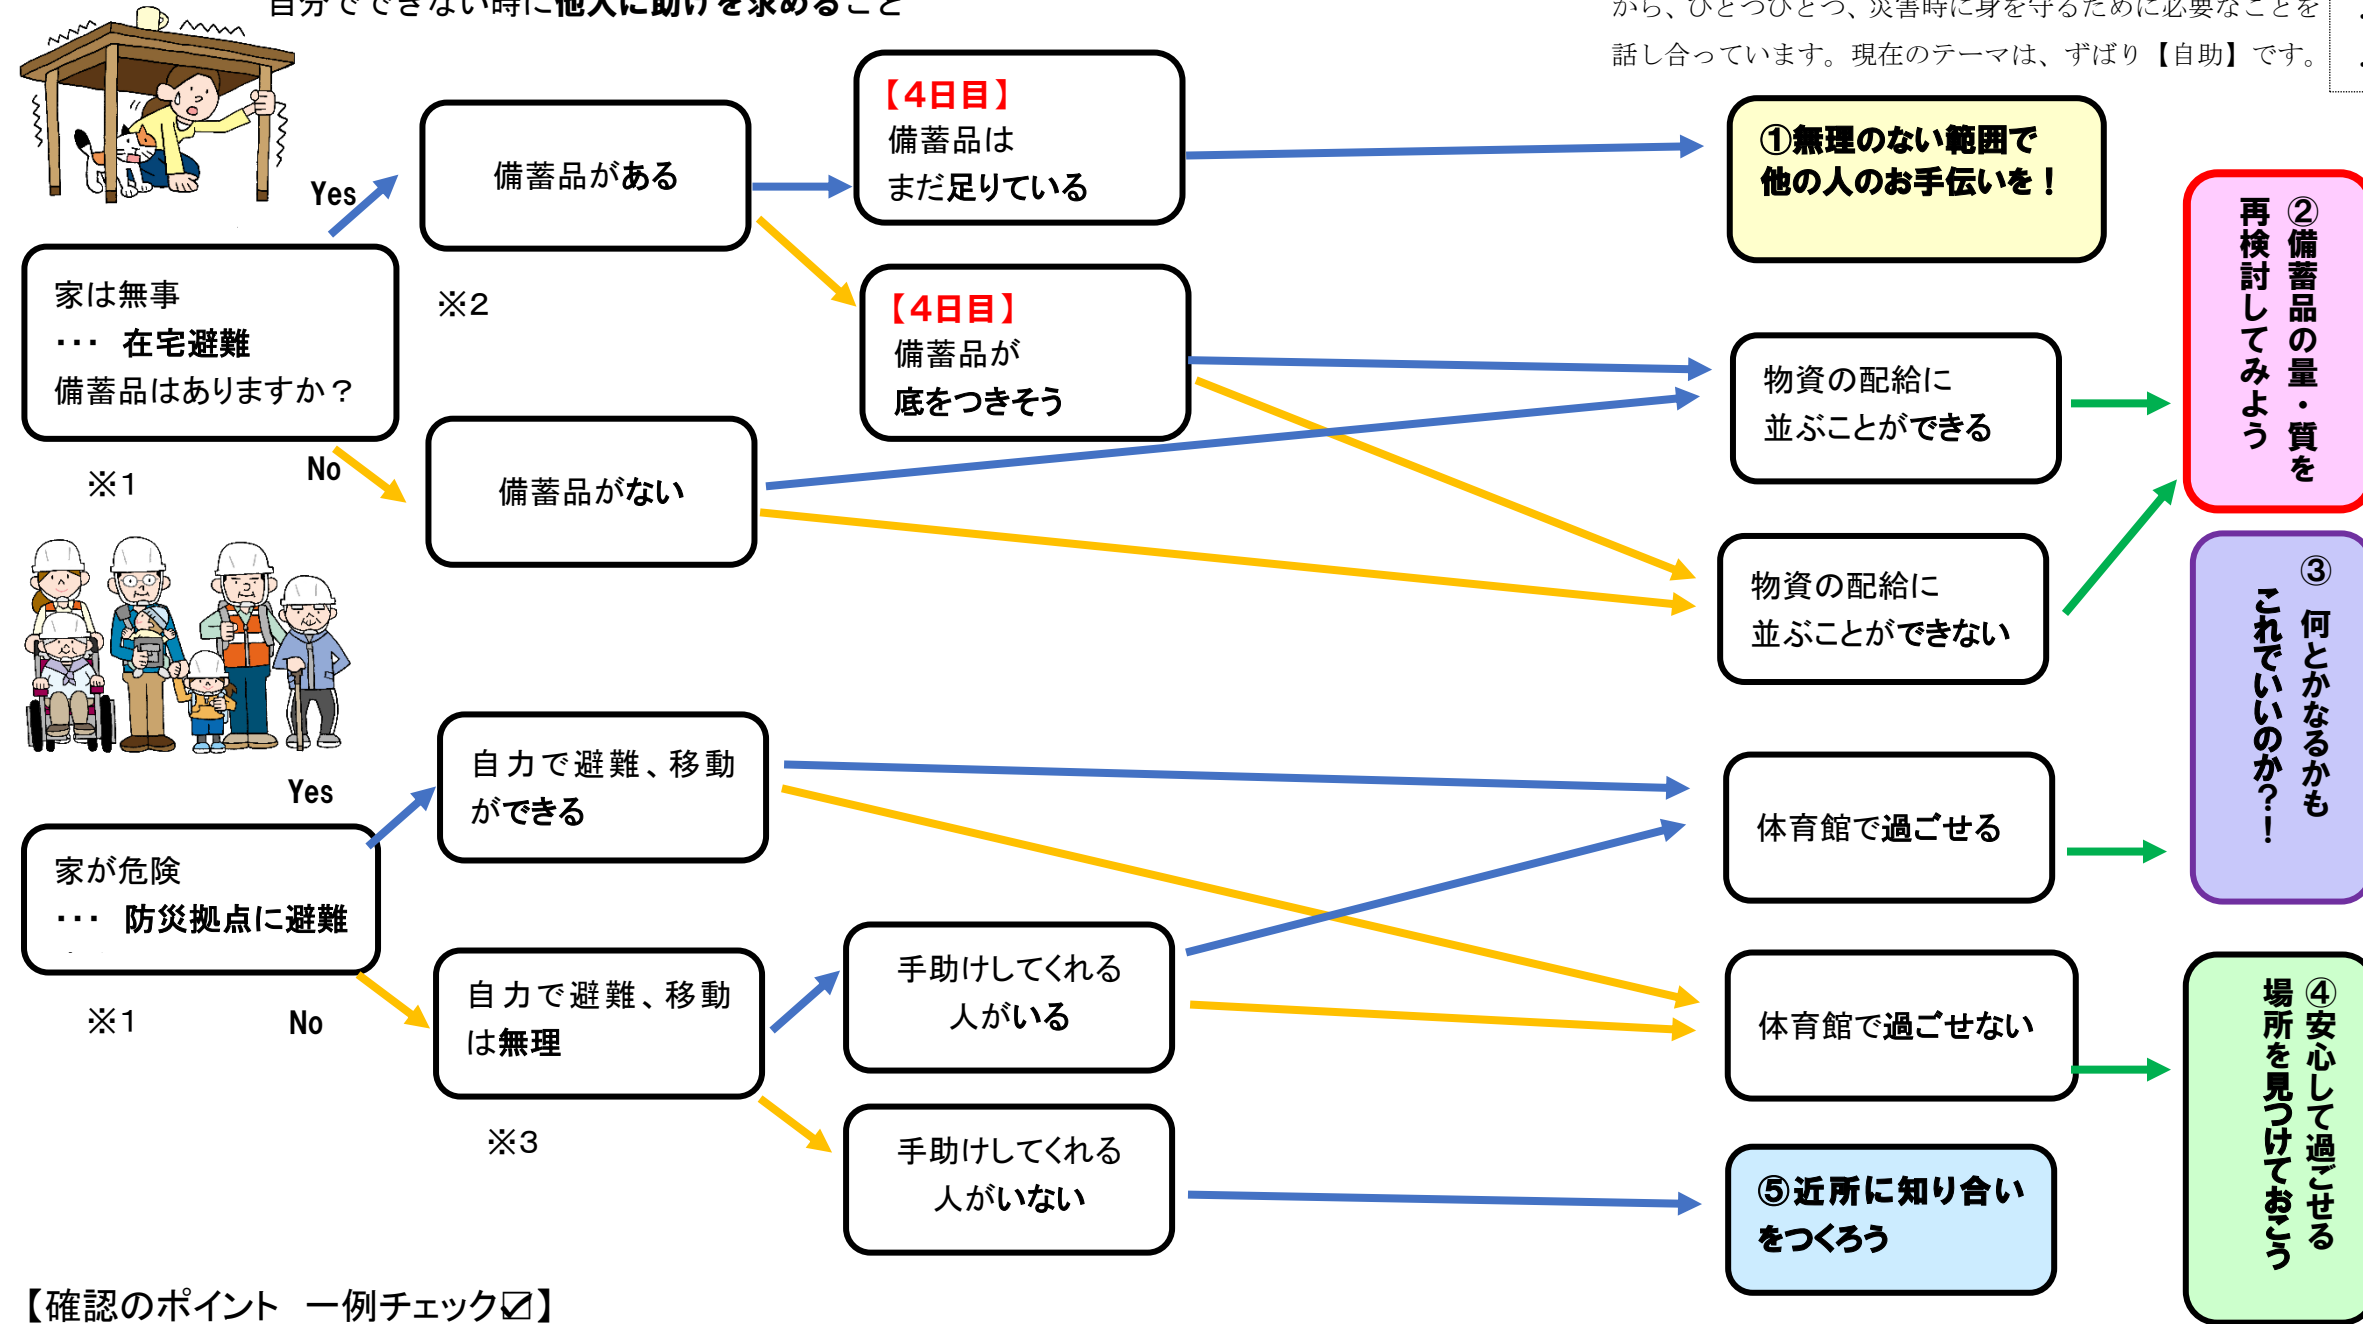 自分でできない時に他人に助けを求めること
から、ひとつひとつ、災害時に身を守るために必要なことを
話し合っています。現在のテーマは、ずばり【自助】です。
Yes
家は無事
… 在宅避難
備蓄品はありますか？
※1
No
備蓄品がある
※2
備蓄品がない
【４日目】
備蓄品は
まだ足りている
【４日目】
備蓄品が
底をつきそう
①無理のない範囲で
他の人のお手伝いを！
物資の配給に
並ぶことができる
物資の配給に
並ぶことができない
②備蓄品の量・質を
再検討してみよう
Yes
家が危険
… 防災拠点に避難
※1
No
自力で避難、移動
ができる
自力で避難、移動
は無理
※3
手助けしてくれる
人がいる
手助けしてくれる
人がいない
体育館で過ごせる
体育館で過ごせない
⑤近所に知り合い
をつくろう
③ 何とかなるかも
これでいいのか？！
④安心して過ごせる
場所を見つけておこう
【確認のポイント　一例チェック☑】